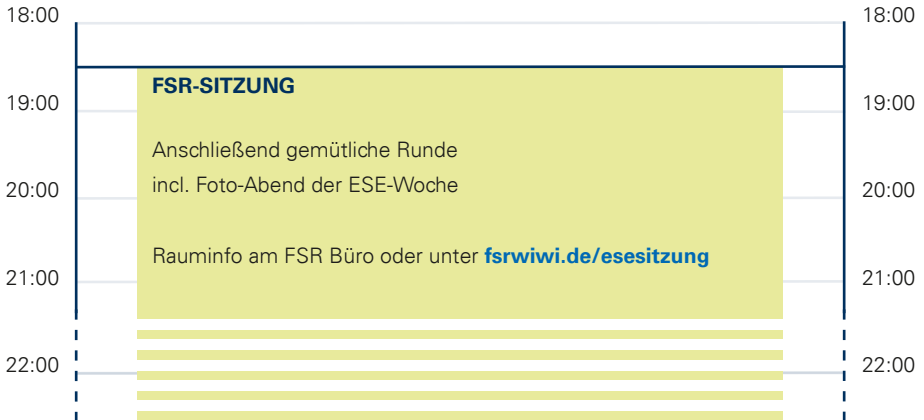 18:00 18:00
FSR-SITZUNG
19:00 19:00
Anschließend gemütliche Runde
incl. Foto-Abend der ESE-Woche
20:00 20:00
Rauminfo am FSR Büro oder unter fsrwiwi.de/esesitzung
21:00 21:00
22:00 22:00